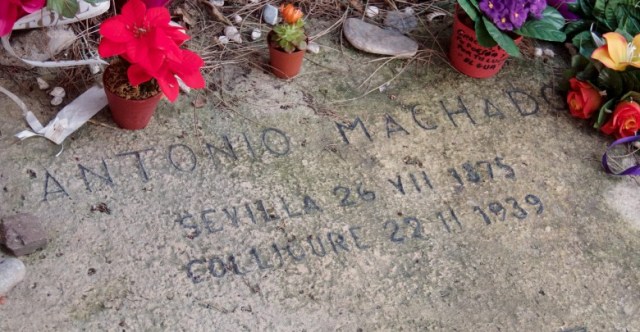 ANTONIO MACHADO
SEVILLA 26 VII 1875
COLLIOURE 22 II 1939